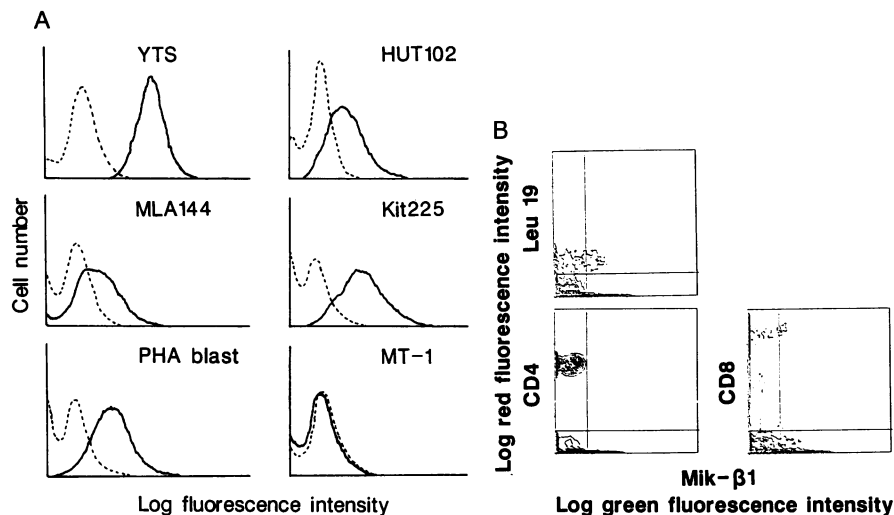 A
YTS
HUT102
MLA144
Kit225
PHA blast
MT-1
Cell number
Log fluorescence intensity
B
Log red fluorescence intensity
Leu 19
CD4
CD8
Mik-β1
Log green fluorescence intensity